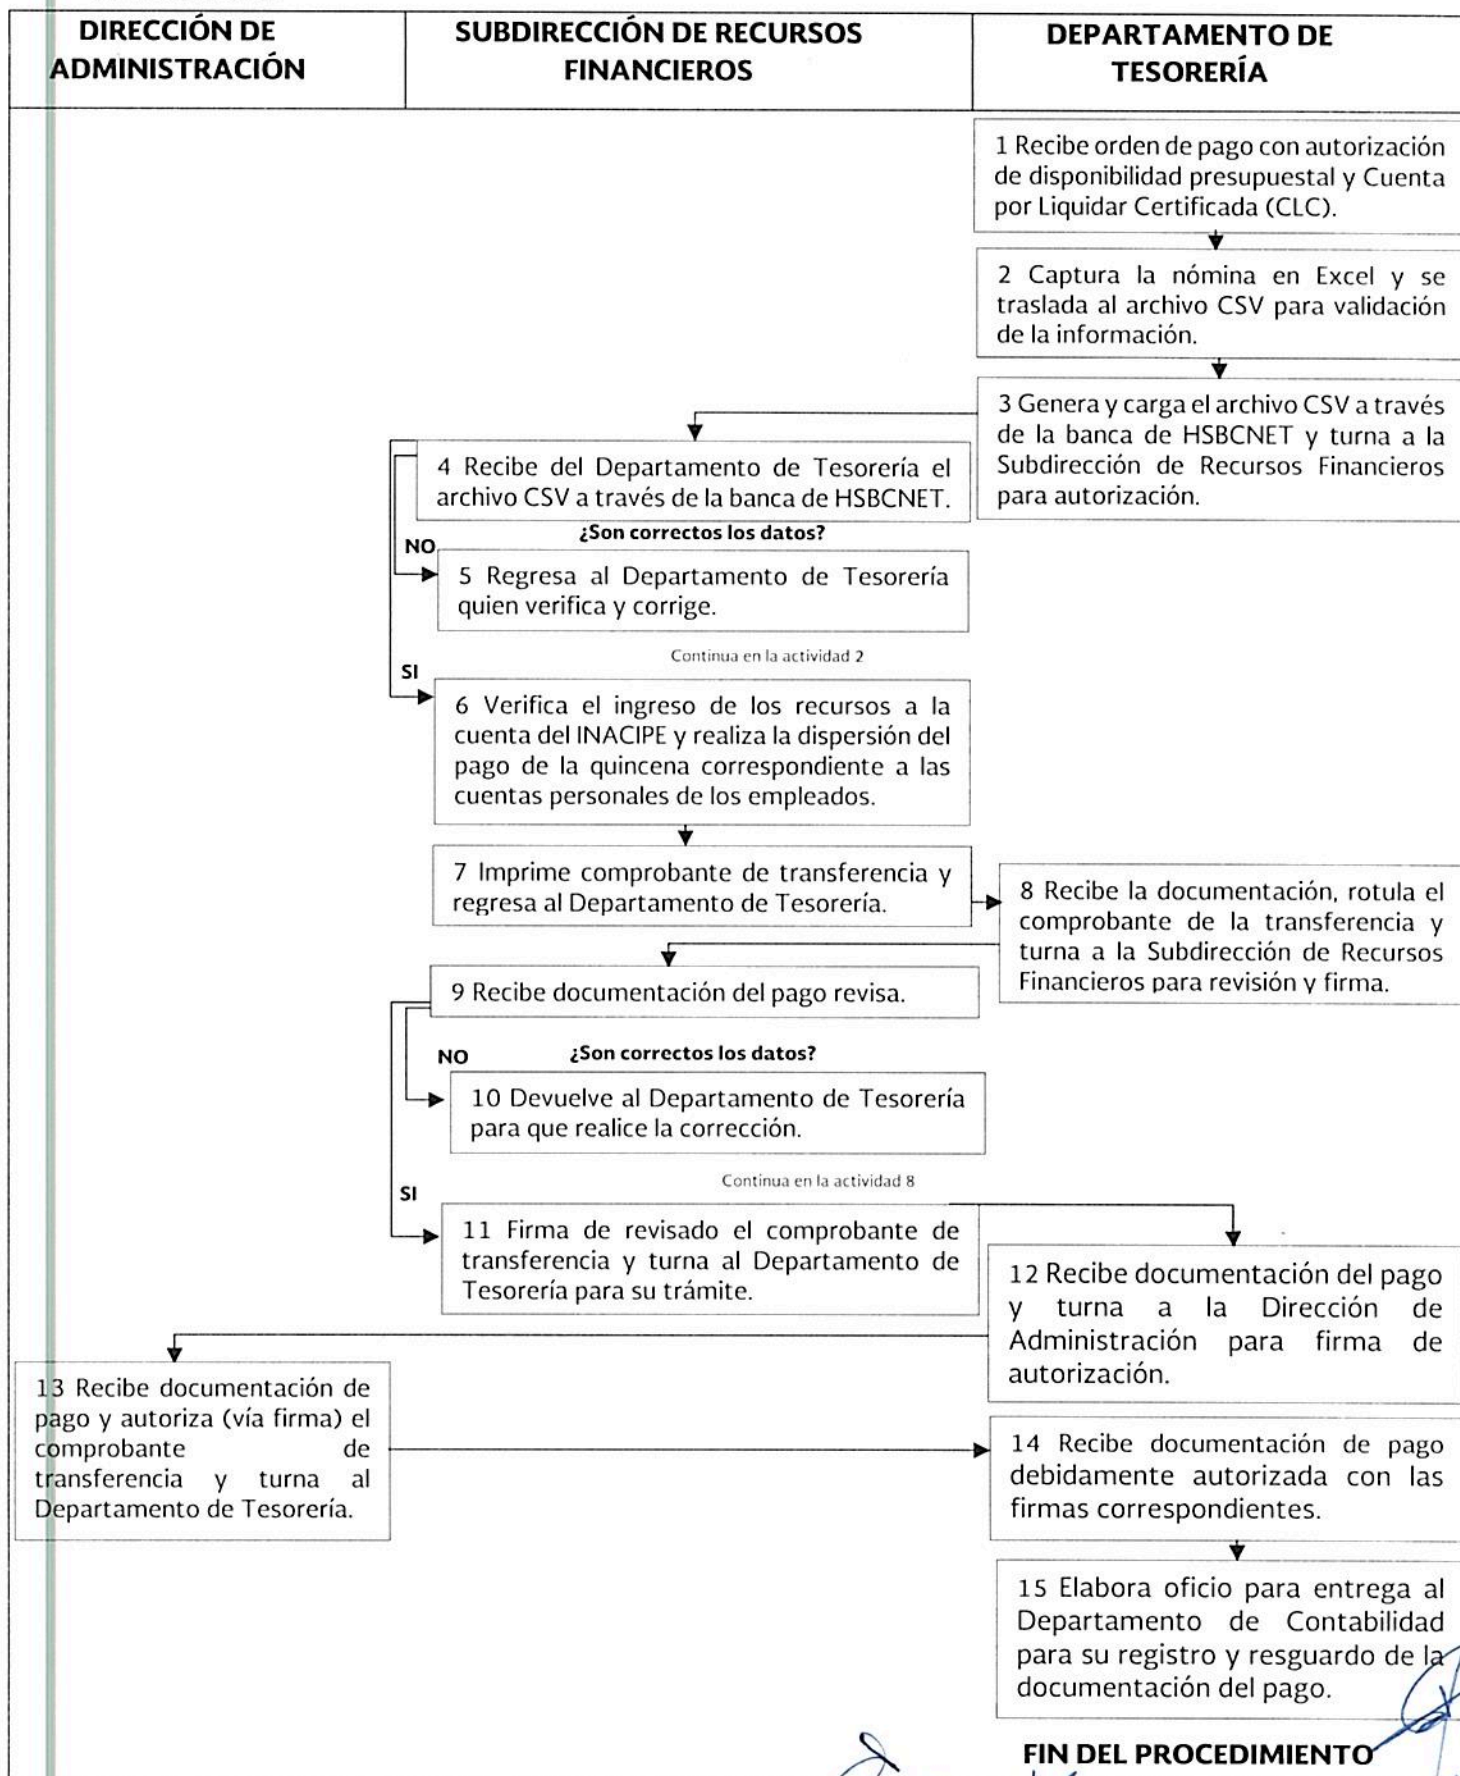 DIRECCIÓN DE
ADMINISTRACIÓN
SUBDIRECCIÓN DE RECURSOS
FINANCIEROS
DEPARTAMENTO DE
TESORERÍA
1 Recibe orden de pago con autorización
de disponibilidad presupuestal y Cuenta
por Liquidar Certificada (CLC).
2 Captura la nómina en Excel y se
traslada al archivo CSV para validación
de la información.
3 Genera y carga el archivo CSV a través
de la banca de HSBCNET y turna a la
Subdirección de Recursos Financieros
para autorización.
4 Recibe del Departamento de Tesorería el
archivo CSV a través de la banca de HSBCNET.
¿Son correctos los datos?
NO
5 Regresa al Departamento de Tesorería
quien verifica y corrige.
Continua en la actividad 2
SI
6 Verifica el ingreso de los recursos a la
cuenta del INACIPE y realiza la dispersión del
pago de la quincena correspondiente a las
cuentas personales de los empleados.
7 Imprime comprobante de transferencia y
regresa al Departamento de Tesorería.
8 Recibe la documentación, rotula el
comprobante de la transferencia y
turna a la Subdirección de Recursos
Financieros para revisión y firma.
9 Recibe documentación del pago revisa.
NO
¿Son correctos los datos?
10 Devuelve al Departamento de Tesorería
para que realice la corrección.
Continua en la actividad 8
SI
11 Firma de revisado el comprobante de
transferencia y turna al Departamento de
Tesorería para su trámite.
12 Recibe documentación del pago
y turna a la Dirección de
Administración para firma de
autorización.
13 Recibe documentación de
pago y autoriza (vía firma) el
comprobante de
transferencia y turna al
Departamento de Tesorería.
14 Recibe documentación de pago
debidamente autorizada con las
firmas correspondientes.
15 Elabora oficio para entrega al
Departamento de Contabilidad
para su registro y resguardo de la
documentación del pago.
FIN DEL PROCEDIMIENTO